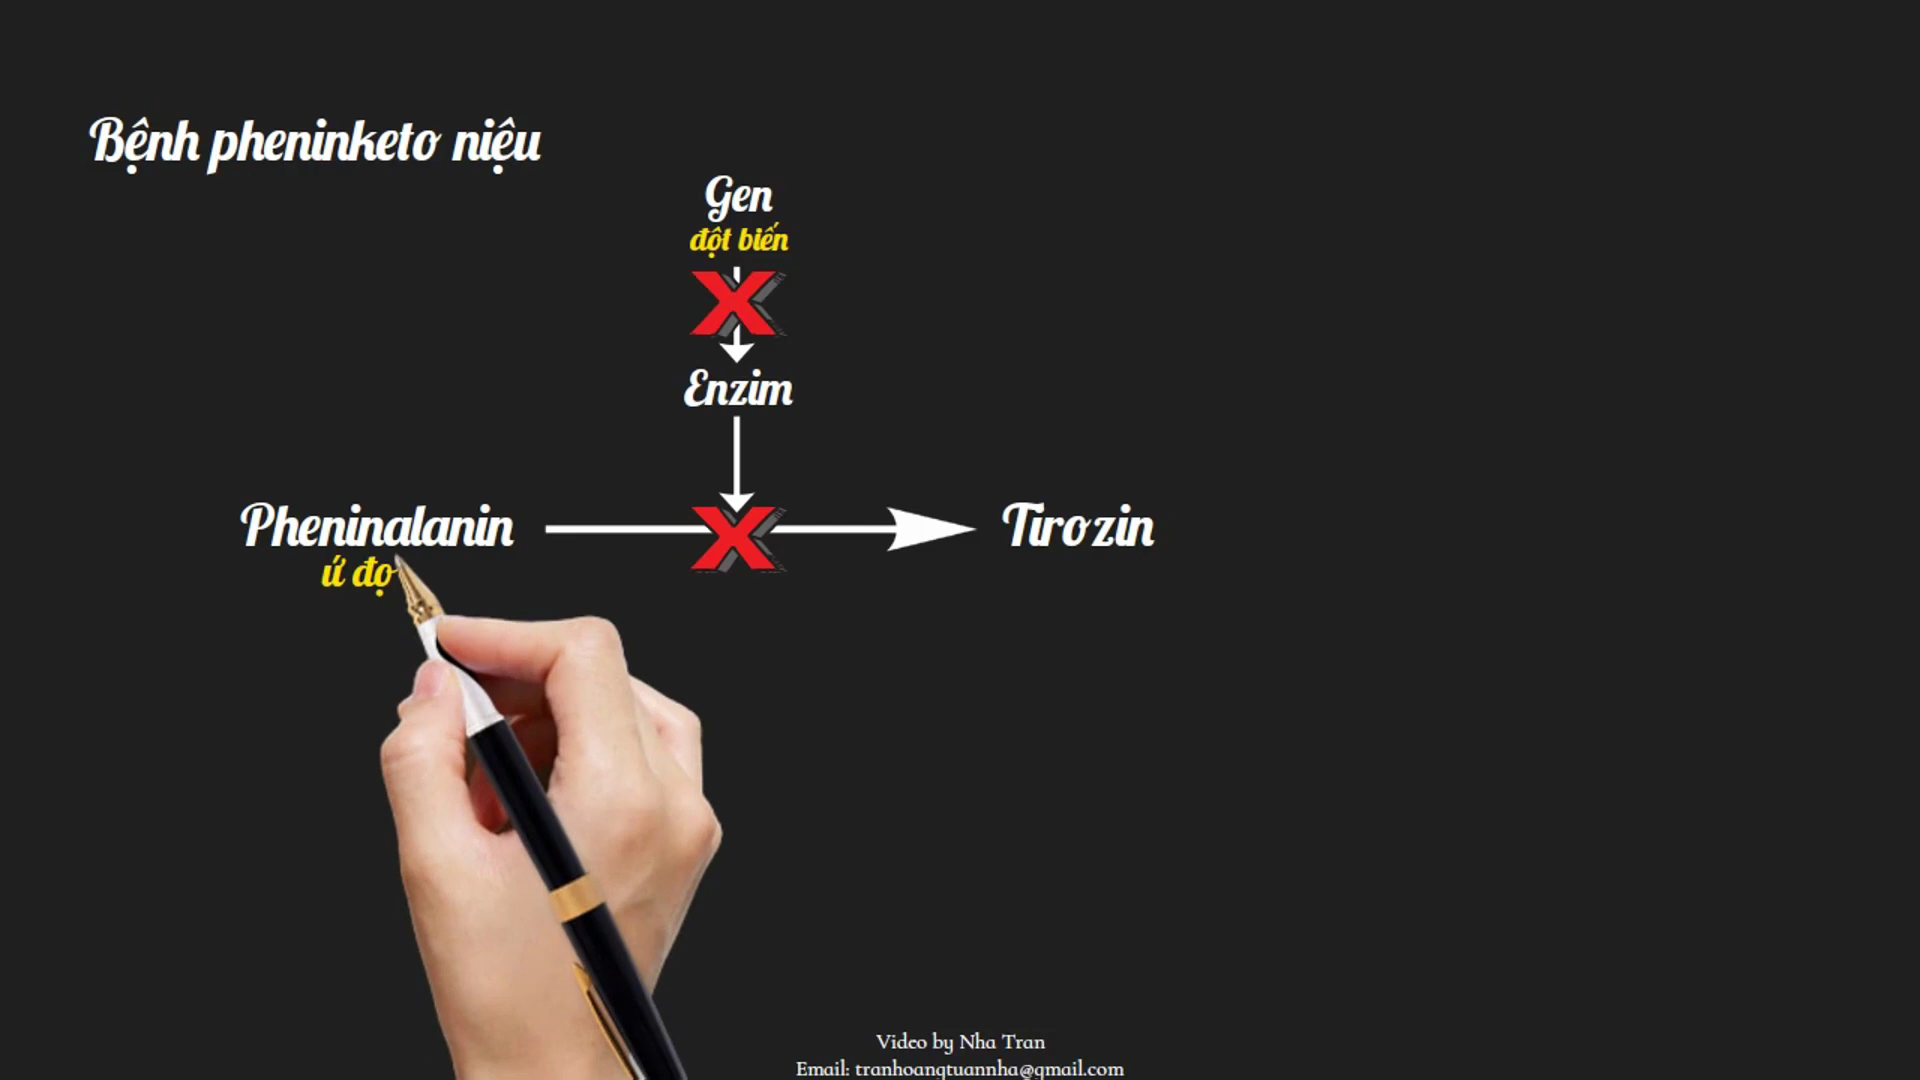 Bệnh pheninketo niệu
Gen
đột biến
Enzim
Pheninalanin
Tirozin
ứ đọ
Video by Nha Tran
Email: tranhoangtuannha@gmail.com